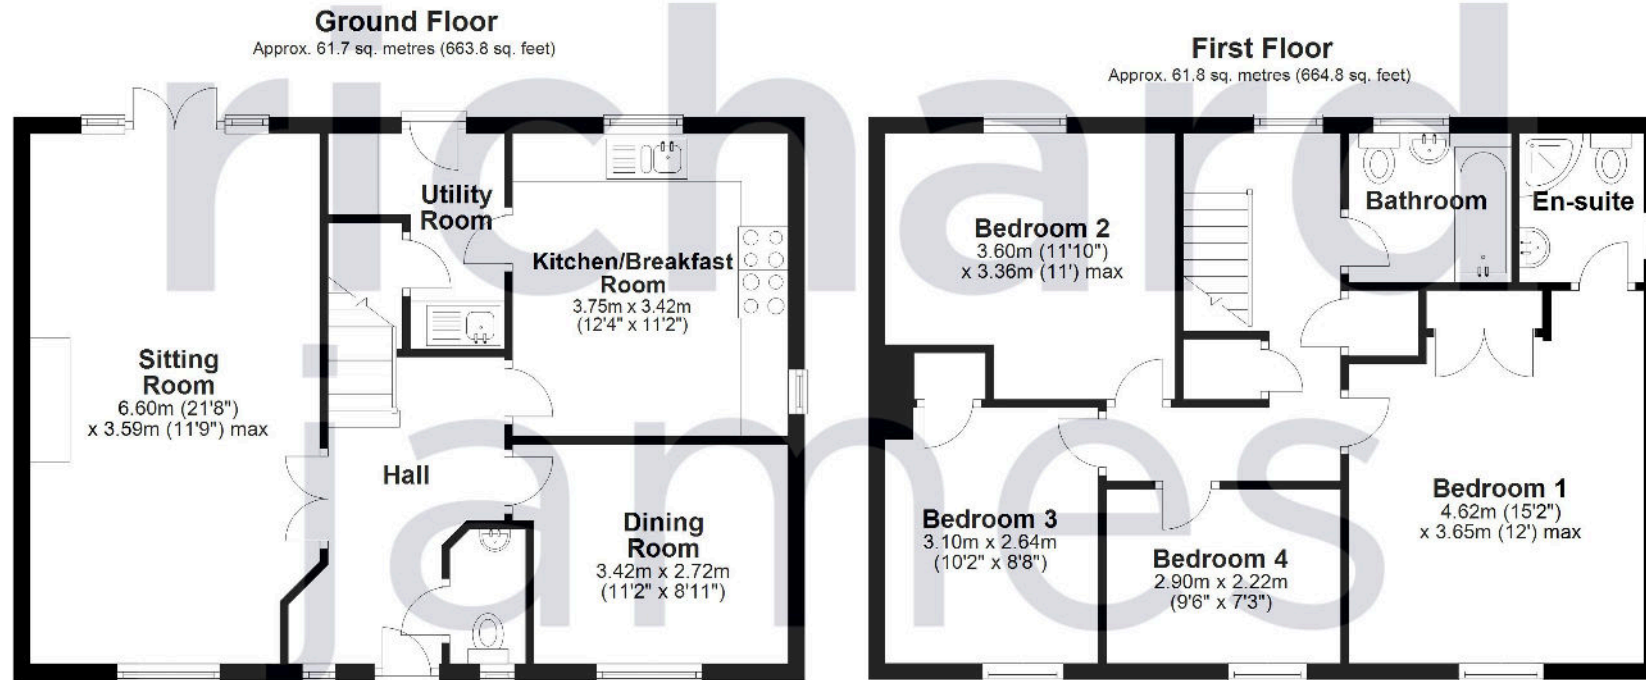 Ground Floor
Approx. 61.7 sq. metres (663.8 sq. feet)
Utility
Room
Kitchen/Breakfast
Room
3.75m x 3.42m
(12'4" x 11'2")
Sitting
Room
6.60m (21'8")
x 3.59m (11'9") max
Hall
Dining
Room
3.42m x 2.72m
(11'2" x 8'11")
First Floor
Approx. 61.8 sq. metres (664.8 sq. feet)
Bedroom 2
3.60m (11'10")
x 3.36m (11') max
Bathroom
En-suite
Bedroom 3
3.10m x 2.64m
(10'2" x 8'8")
Bedroom 4
2.90m x 2.22m
(9'6" x 7'3")
Bedroom 1
4.62m (15'2")
x 3.65m (12') max
richard
james